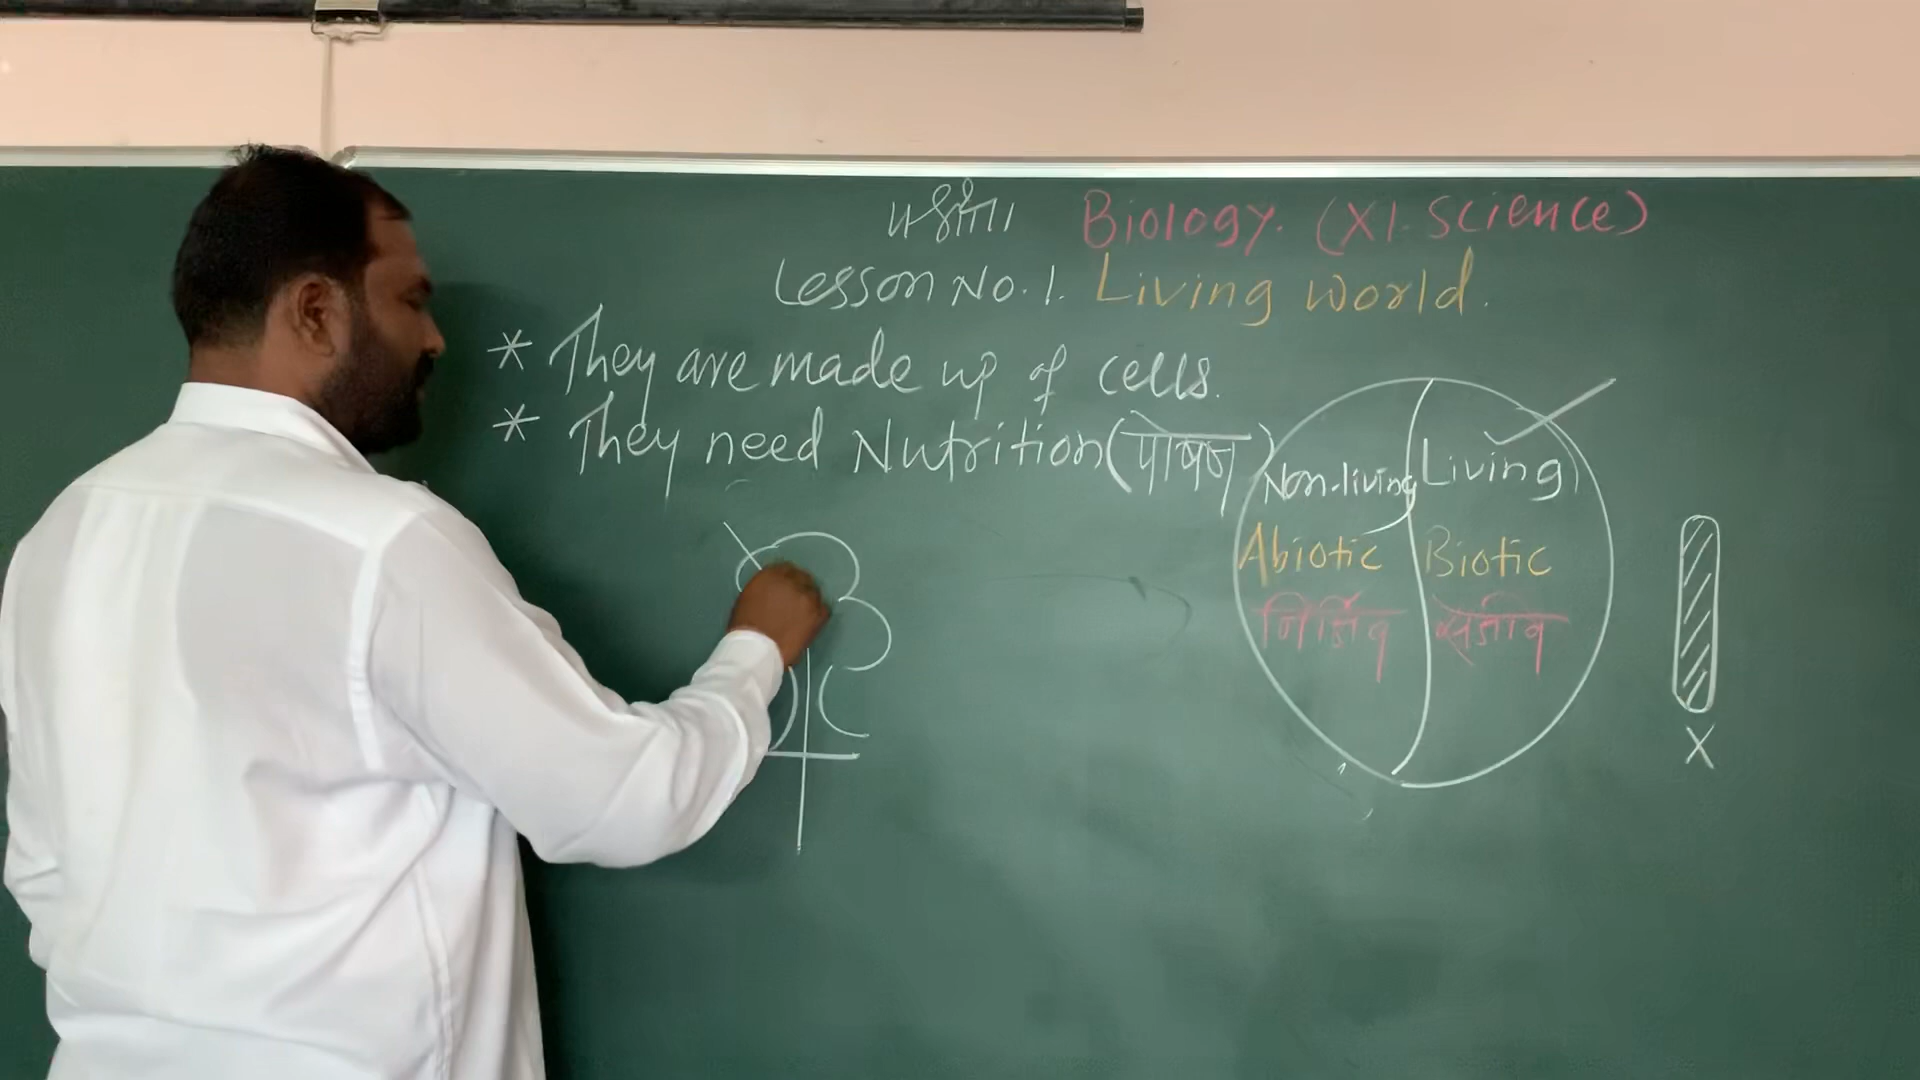 Biology. (XI. Science)
Lesson No. 1. Living World.
* They are made up of cells.
* They need Nutrition (पोषण)
Non-living Living
Abiotic Biotic
निर्जिव सजीव
X